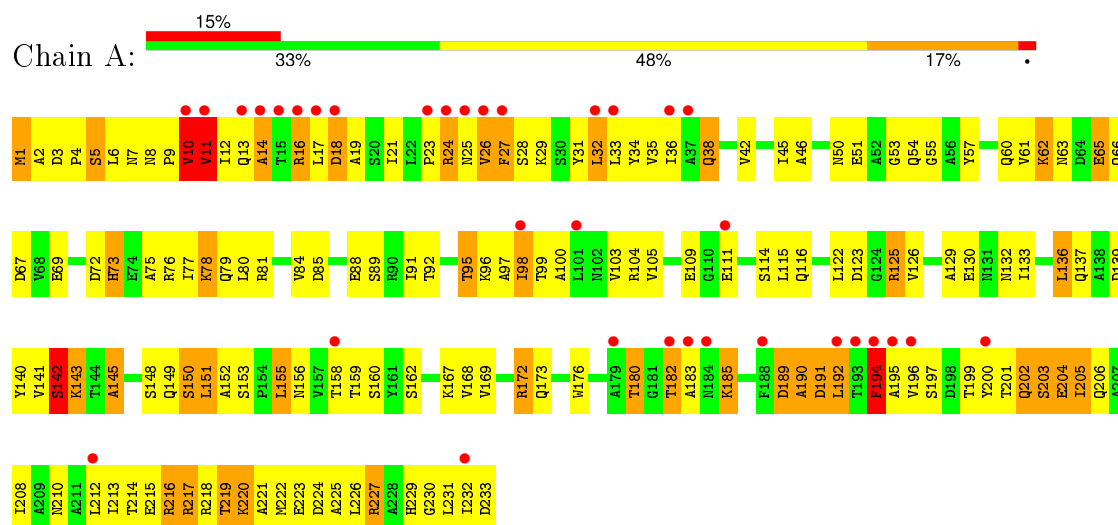 15%
Chain A:
33% 48% 17% •
M1 A2 D3 P4 S5 L6 N7 N8 P9 V10 V11 I12 Q13 A14 T15 R16 L17 D18 A19 S20 I21 L22 P23 R24 N25 V26 F27 S28 K29 S30 Y31 L32 L33 Y34 V35 I36 A37 Q38 V42 I45 A46 N50 E51 A52 G53 Q54 G55 A56 Y57 Q60 V61 K62 N63 D64 E65
D67 V68 E69 D72 H73 E74 A75 R76 I77 K78 Q79 L80 R81 V84 D85 E88 S89 R90 I91 T92 T95 K96 A97 I98 T99 A100 L101 N102 V103 R104 V105 E109 G110 E111 S114 L115 Q116 L122 D123 G124 R125 V126 A129 E130 N131 N132 I133 L136 Q137 A138 D139
Y140 V141 S142 K143 T144 A145 S148 Q149 S150 L151 A152 S153 P154 L155 N156 V157 T158 T159 S160 Y161 S162 K167 V168 V169 R172 Q173 W176 A179 T180 G181 T182 A183 N184 K185 F188 D189 A190 D191 L192 T193 F194 A195 V196 S197 D198 T199 Y200 T201 Q202 S203 E204 I205 Q206
I208 A209 N210 A211 L212 I213 T214 E215 R216 R217 R218 T219 K220 A221 M222 E223 D224 A225 L226 R227 A228 H229 G230 L231 I232 D233